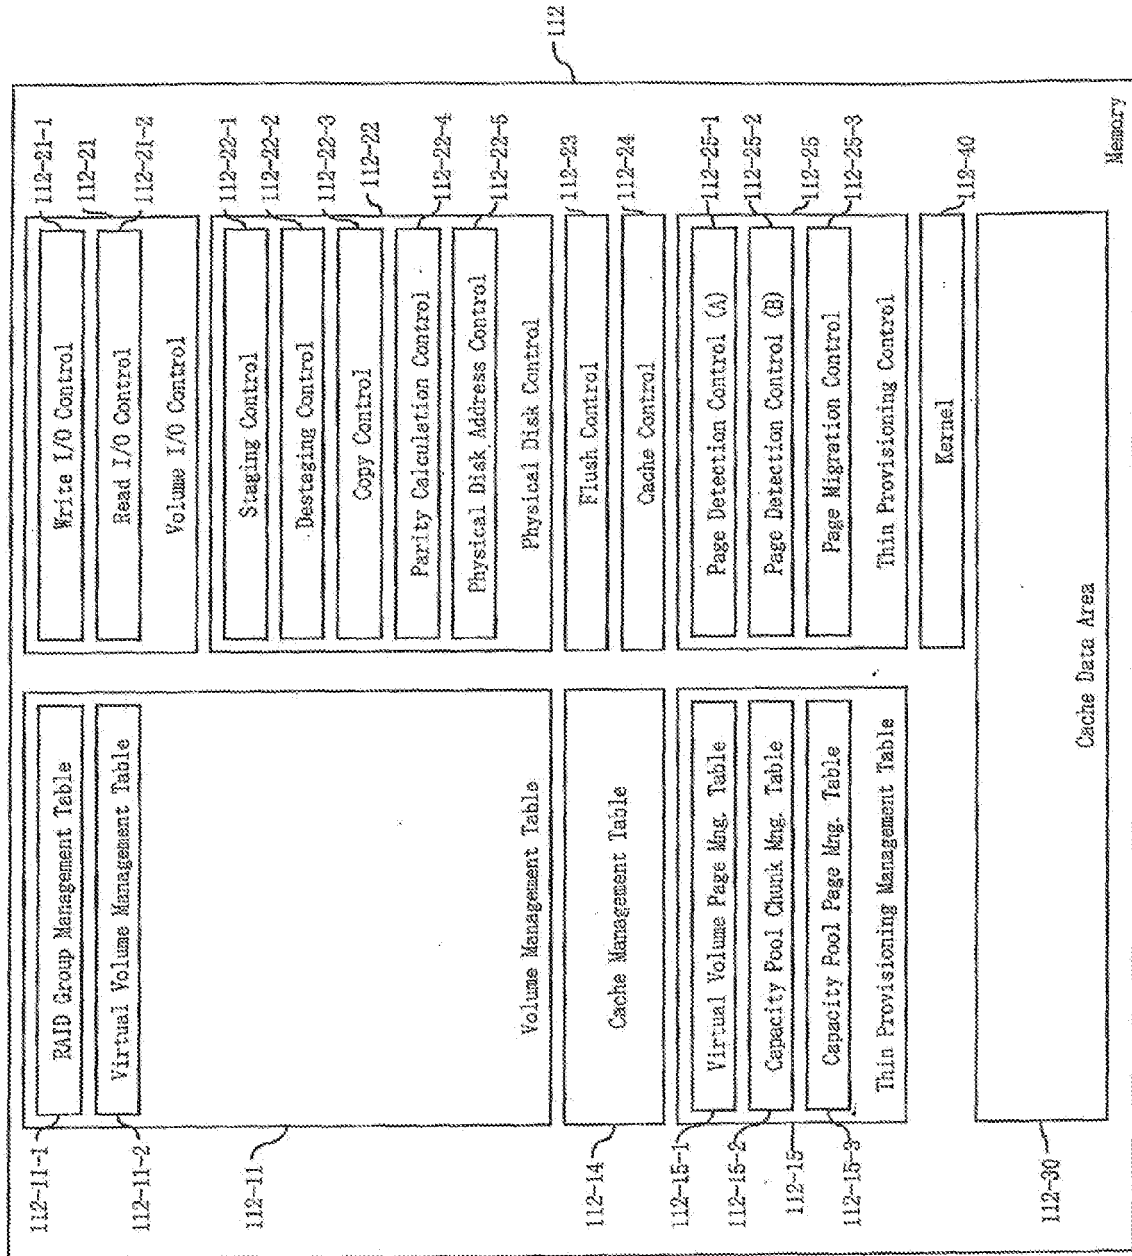 112
Memory
112-11-1
RAID Group Management Table
112-11-2
Virtual Volume Management Table
112-11
Volume Management Table
112-14
Cache Management Table
112-15-1
Virtual Volume Page Mng. Table
112-15-2
Capacity Pool Chunk Mng. Table
112-15
112-15-3
Capacity Pool Page Mng. Table
Thin Provisioning Management Table
Write I/O Control
112-21-1
112-21
Read I/O Control
112-21-2
Volume I/O Control
Staging Control
112-22-1
Destaging Control
112-22-2
Copy Control
112-22-3
112-22
Parity Calculation Control
112-22-4
Physical Disk Address Control
112-22-5
Physical Disk Control
Flush Control
112-23
Cache Control
112-24
Page Detection Control (A)
112-25-1
Page Detection Control (B)
112-25-2
112-25
Page Migration Control
112-25-3
Thin Provisioning Control
Kernel
112-40
Cache Data Area
112-30